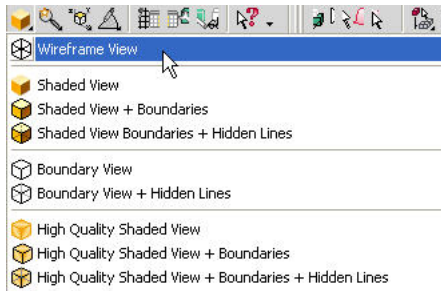 Wireframe View
Shaded View
Shaded View + Boundaries
Shaded View Boundaries + Hidden Lines
Boundary View
Boundary View + Hidden Lines
High Quality Shaded View
High Quality Shaded View + Boundaries
High Quality Shaded View + Boundaries + Hidden Lines